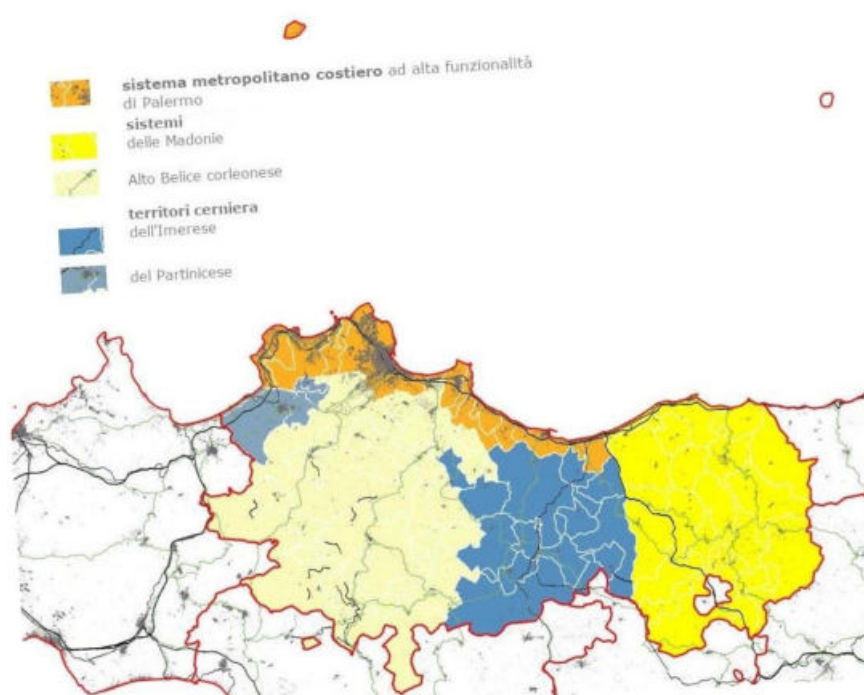 sistema metropolitano costiero ad alta funzionalità
di Palermo
sistemi
delle Madonie
Alto Belice corleonese
territori cerniera
dell'Imerese
del Partinicese